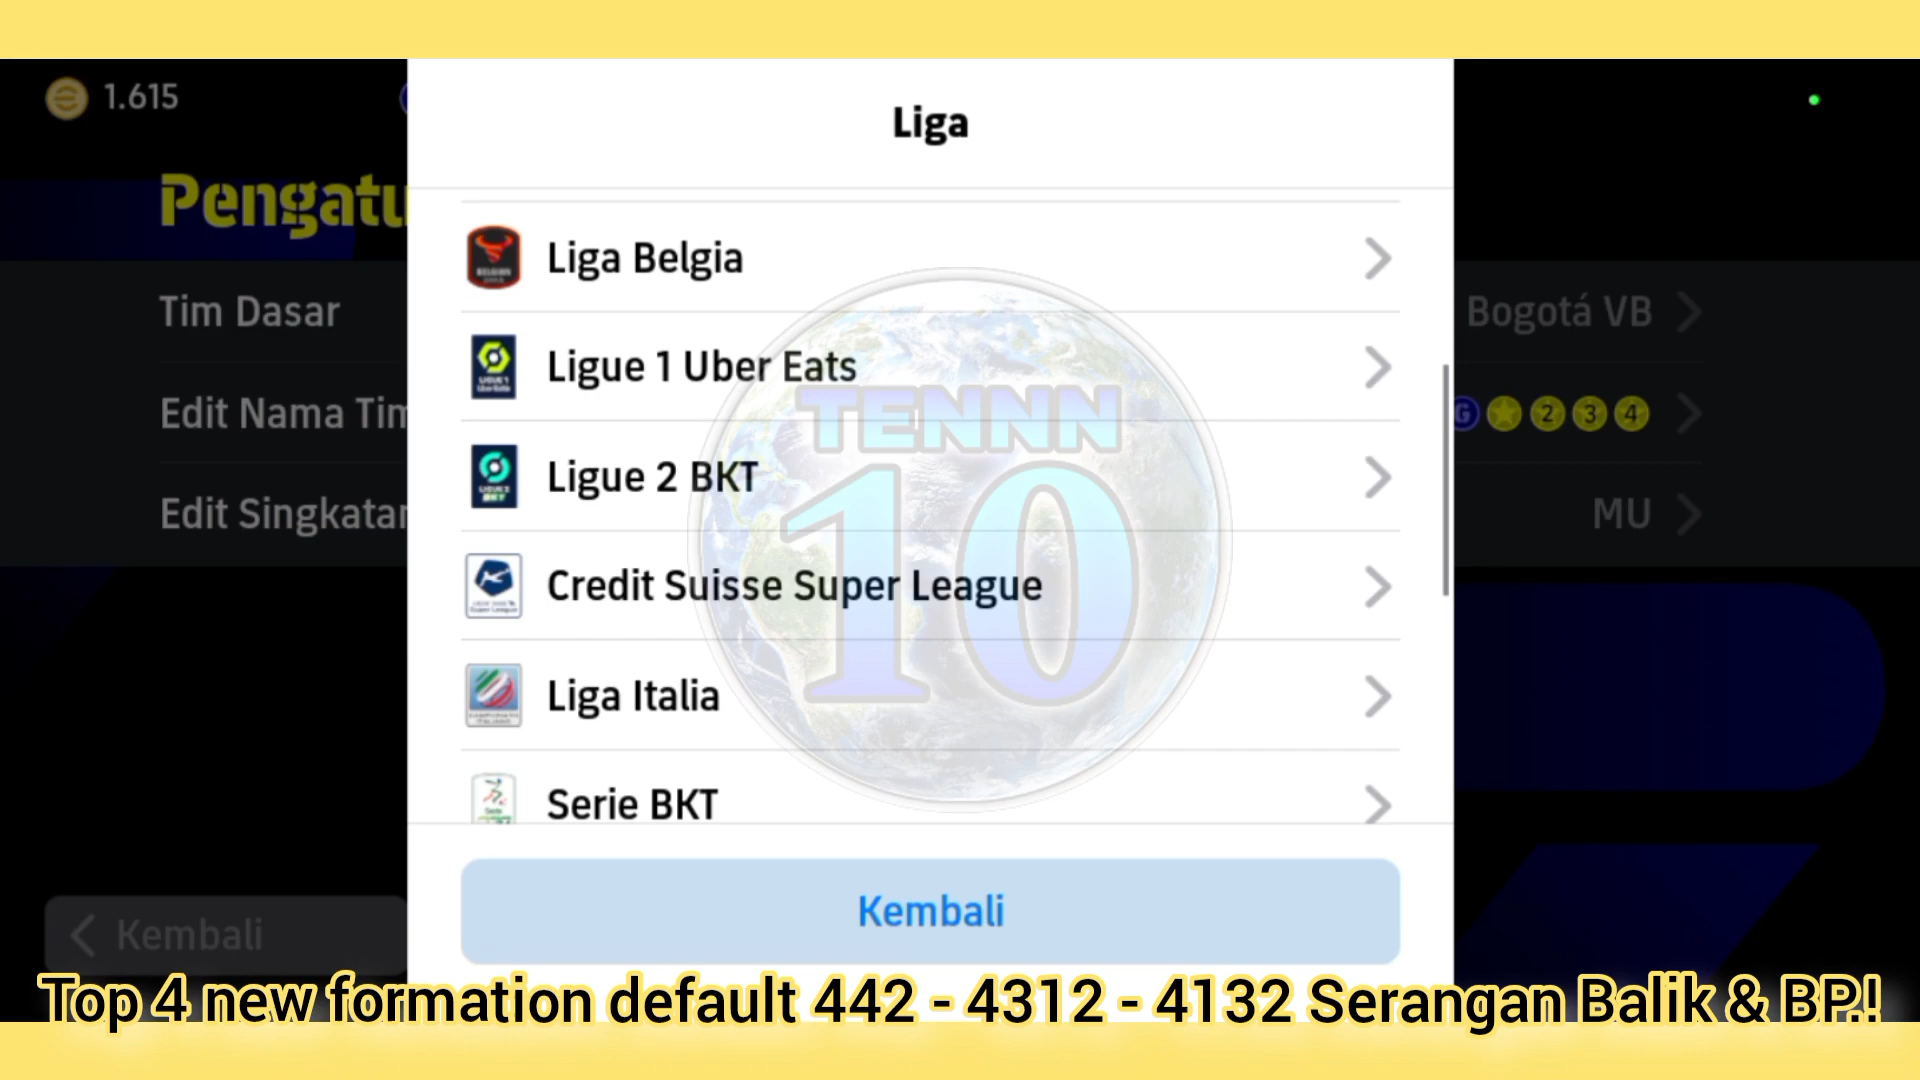 1.615
Liga
Pengatu
Liga Belgia
Tim Dasar
Bogotá VB
Ligue 1 Uber Eats
Edit Nama Tim
G ★ 2 3 4
TENNN
10
Ligue 2 BKT
Edit Singkatan
MU
Credit Suisse Super League
Liga Italia
Serie BKT
Kembali
Kembali
Top 4 new formation default 442 - 4312 - 4132 Serangan Balik & BP.!